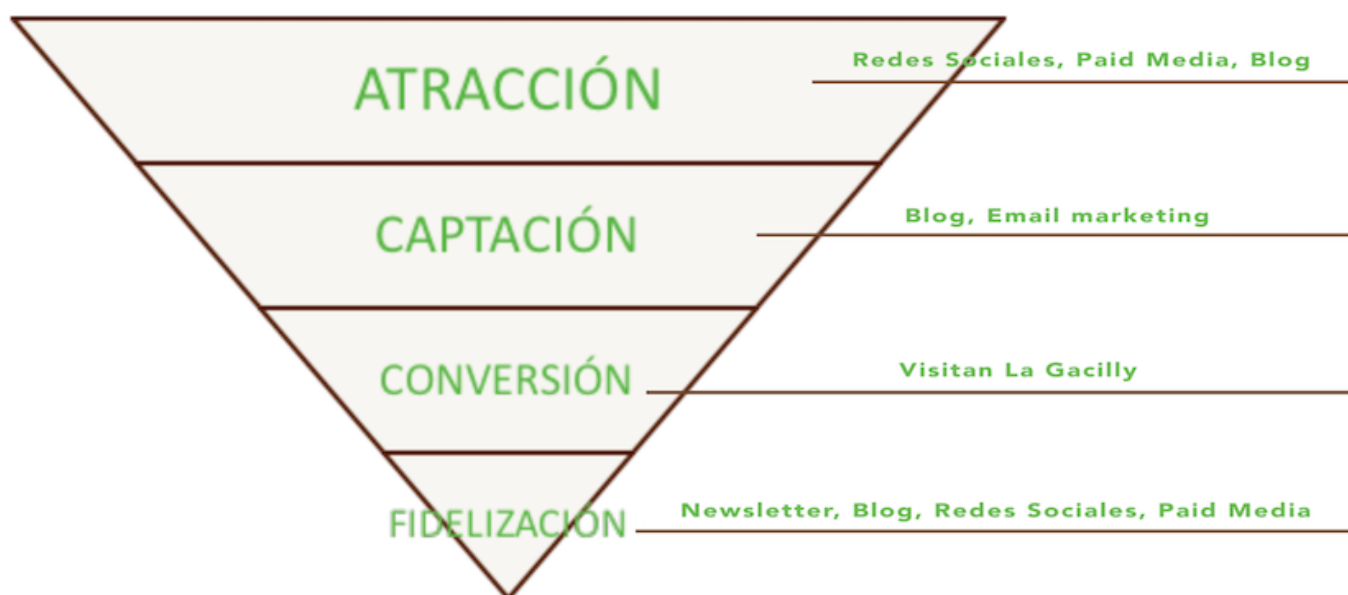 ATRACCIÓN
Redes Sociales, Paid Media, Blog
CAPTACIÓN
Blog, Email marketing
CONVERSIÓN
Visitan La Gacilly
FIDELIZACIÓN
Newsletter, Blog, Redes Sociales, Paid Media